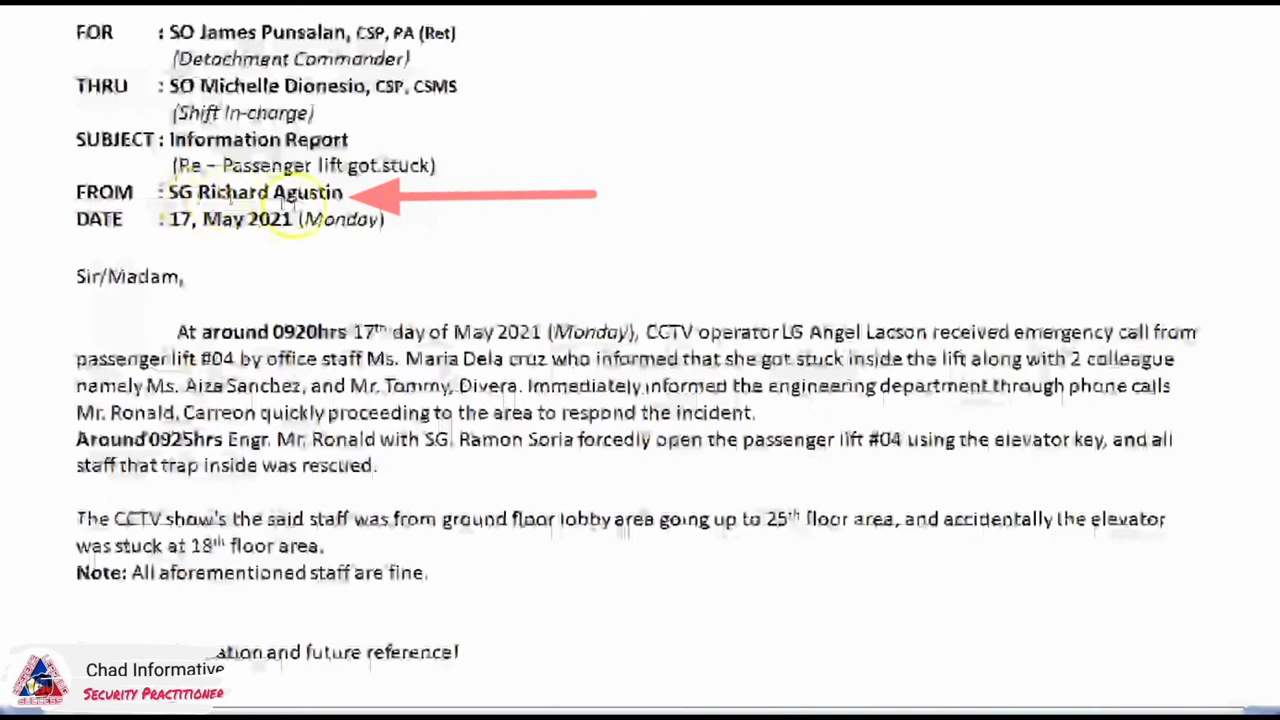 FOR : SO James Punsalan, CSP, PA (Ret)
(Detachment Commander)
THRU : SO Michelle Dionesio, CSP, CSMS
(Shift In-charge)
SUBJECT : Information Report
(Re – Passenger lift got stuck)
FROM : SG Richard Agustin
DATE : 17, May 2021 (Monday)
Sir/Madam,
At around 0920hrs 17th day of May 2021 (Monday), CCTV operator LG Angel Lacson received emergency call from
passenger lift #04 by office staff Ms. Maria Dela cruz who informed that she got stuck inside the lift along with 2 colleague
namely Ms. Aiza Sanchez, and Mr. Tommy, Divera. Immediately informed the engineering department through phone calls
Mr. Ronald, Carreon quickly proceeding to the area to respond the incident.
Around 0925hrs Engr. Mr. Ronald with SG. Ramon Soria forcedly open the passenger lift #04 using the elevator key, and all
staff that trap inside was rescued.
The CCTV show's the said staff was from ground floor lobby area going up to 25th floor area, and accidentally the elevator
was stuck at 18th floor area.
Note: All aforementioned staff are fine.
and future reference!
Chad Informative
SECURITY PRACTITIONER